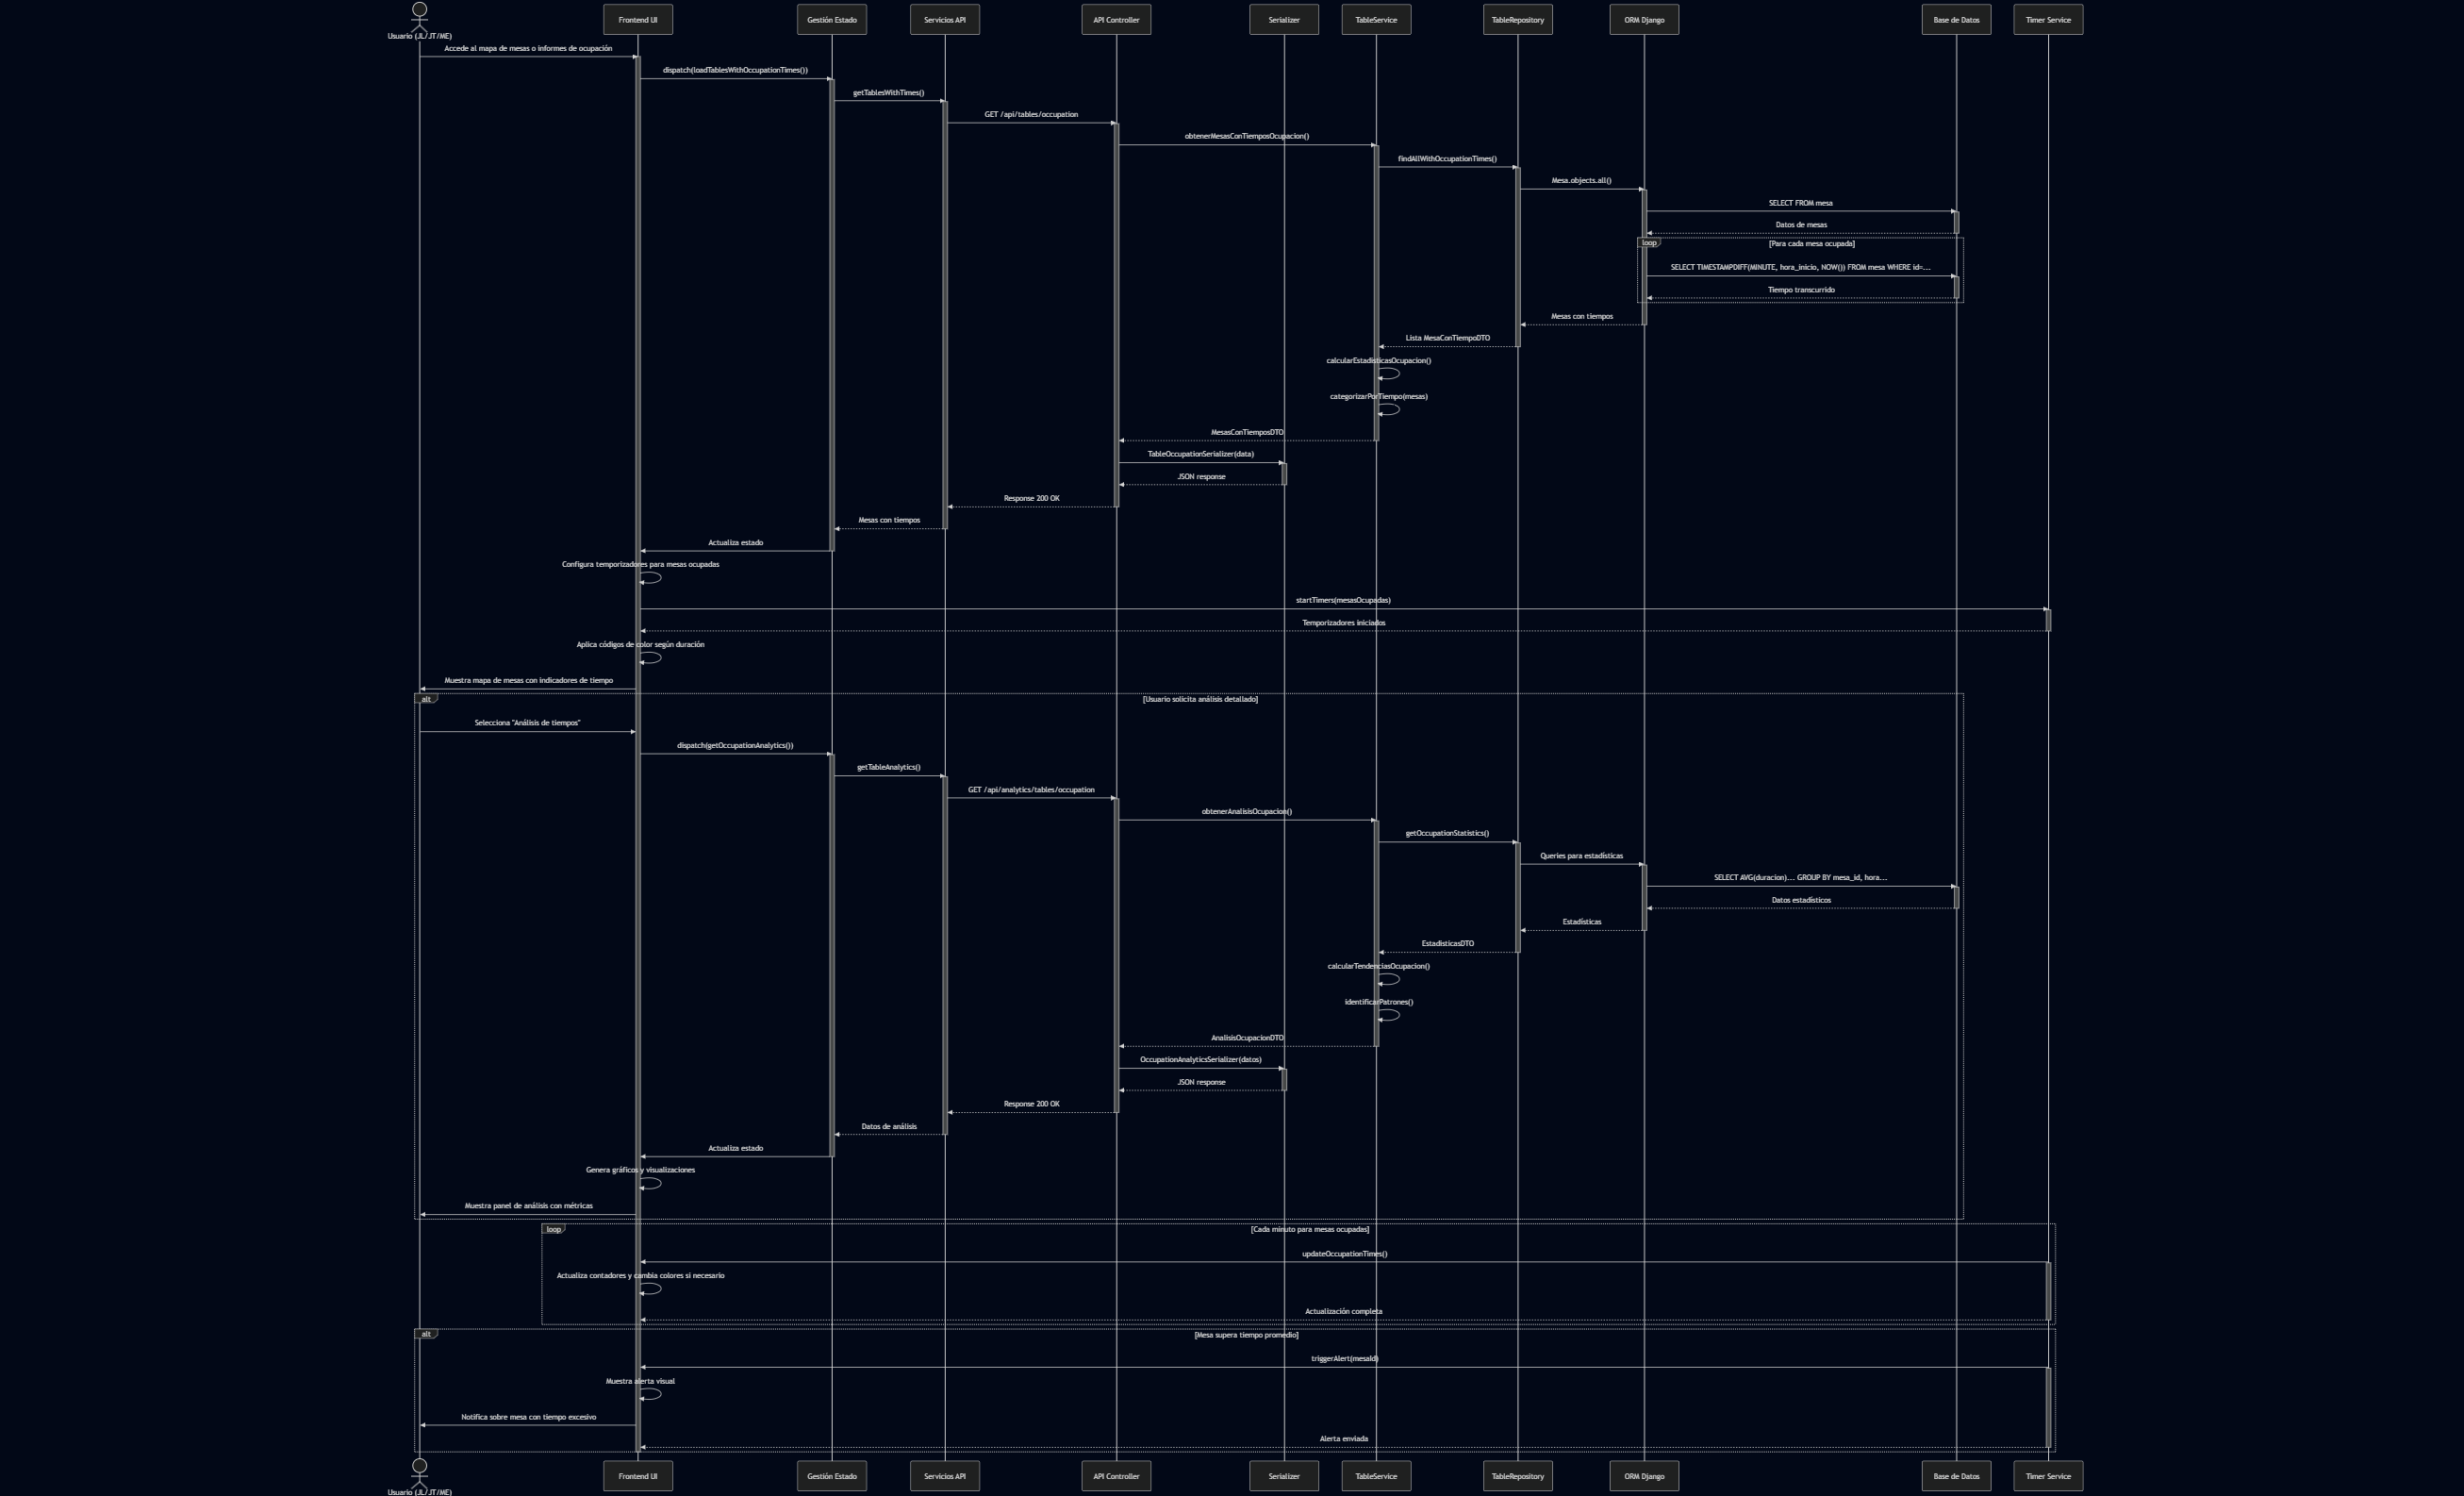 Usuario (JL/JT/ME)
Frontend UI
Gestión Estado
Servicios API
API Controller
Serializer
TableService
TableRepository
ORM Django
Base de Datos
Timer Service
Accede al mapa de mesas o informes de ocupación
dispatch(loadTablesWithOccupationTimes())
getTablesWithTimes()
GET /api/tables/occupation
obtenerMesasConTiemposOcupacion()
findAllWithOccupationTimes()
Mesa.objects.all()
SELECT FROM mesa
Datos de mesas
loop
[Para cada mesa ocupada]
SELECT TIMESTAMPDIFF(MINUTE, hora_inicio, NOW()) FROM mesa WHERE id=...
Tiempo transcurrido
Mesas con tiempos
Lista MesaConTiempoDTO
calcularEstadisticasOcupacion()
categorizarPorTiempo(mesas)
MesasConTiemposDTO
TableOccupationSerializer(data)
JSON response
Response 200 OK
Mesas con tiempos
Actualiza estado
Configura temporizadores para mesas ocupadas
startTimers(mesasOcupadas)
Temporizadores iniciados
Aplica códigos de color según duración
Muestra mapa de mesas con indicadores de tiempo
alt
[Usuario solicita análisis detallado]
Selecciona "Análisis de tiempos"
dispatch(getOccupationAnalytics())
getTableAnalytics()
GET /api/analytics/tables/occupation
obtenerAnalisisOcupacion()
getOccupationStatistics()
Queries para estadísticas
SELECT AVG(duracion)... GROUP BY mesa_id, hora...
Datos estadísticos
Estadísticas
EstadisticasDTO
calcularTendenciasOcupacion()
identificarPatrones()
AnalisisOcupacionDTO
OccupationAnalyticsSerializer(datos)
JSON response
Response 200 OK
Datos de análisis
Actualiza estado
Genera gráficos y visualizaciones
Muestra panel de análisis con métricas
loop
[Cada minuto para mesas ocupadas]
updateOccupationTimes()
Actualiza contadores y cambia colores si necesario
Actualización completa
alt
[Mesa supera tiempo promedio]
triggerAlert(mesaId)
Muestra alerta visual
Notifica sobre mesa con tiempo excesivo
Alerta enviada
Usuario (JL/JT/ME)
Frontend UI
Gestión Estado
Servicios API
API Controller
Serializer
TableService
TableRepository
ORM Django
Base de Datos
Timer Service